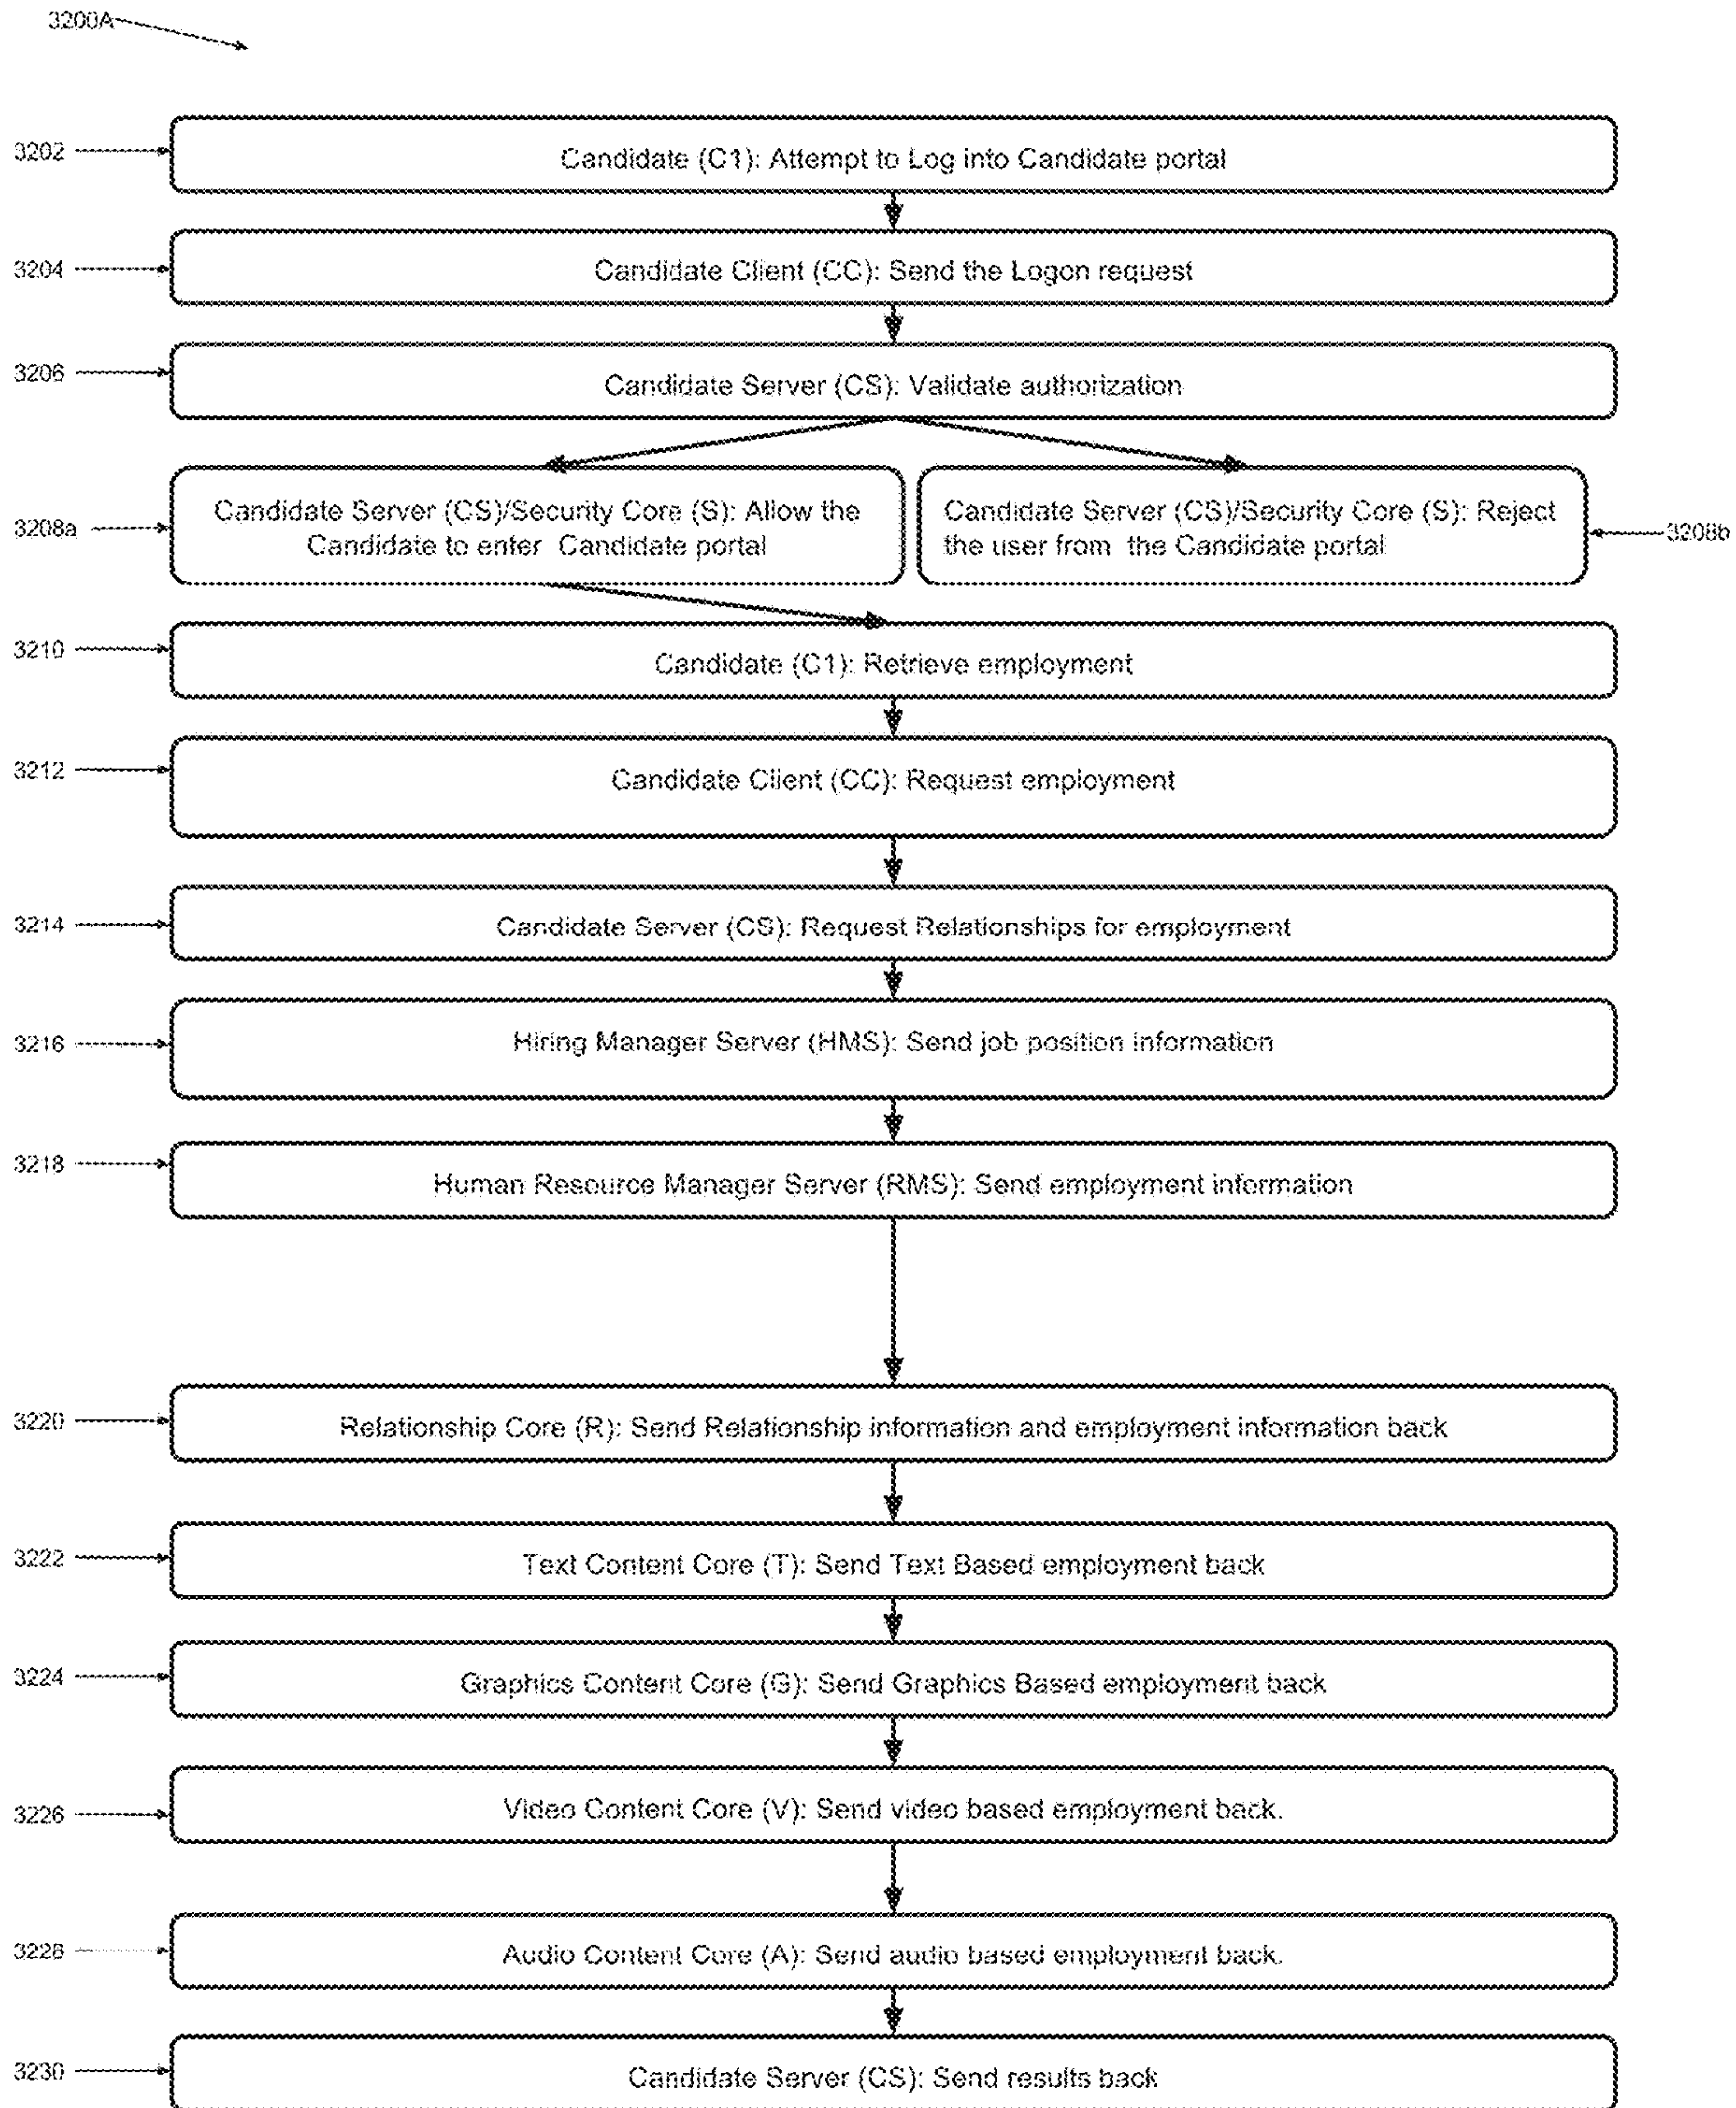 3200A
3202
Candidate (C1): Attempt to Log into Candidate portal
3204
Candidate Client (CC): Send the Logon request
3206
Candidate Server (CS): Validate authorization
3208a
Candidate Server (CS)/Security Core (S): Allow the
Candidate to enter Candidate portal
Candidate Server (CS)/Security Core (S): Reject
the user from the Candidate portal
3208b
3210
Candidate (C1): Retrieve employment
3212
Candidate Client (CC): Request employment
3214
Candidate Server (CS): Request Relationships for employment
3216
Hiring Manager Server (HMS): Send job position information
3218
Human Resource Manager Server (RMS): Send employment information
3220
Relationship Core (R): Send Relationship information and employment information back
3222
Text Content Core (T): Send Text Based employment back
3224
Graphics Content Core (G): Send Graphics Based employment back
3226
Video Content Core (V): Send video based employment back.
3228
Audio Content Core (A): Send audio based employment back.
3230
Candidate Server (CS): Send results back